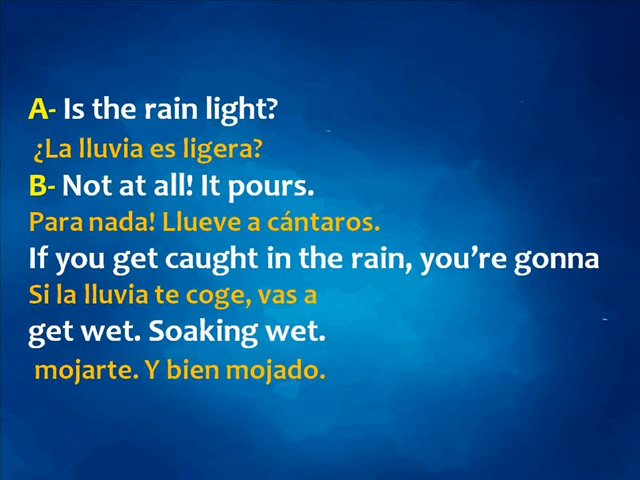 A- Is the rain light?
¿La lluvia es ligera?
B- Not at all! It pours.
Para nada! Llueve a cántaros.
If you get caught in the rain, you’re gonna
Si la lluvia te coge, vas a
get wet. Soaking wet.
mojarte. Y bien mojado.